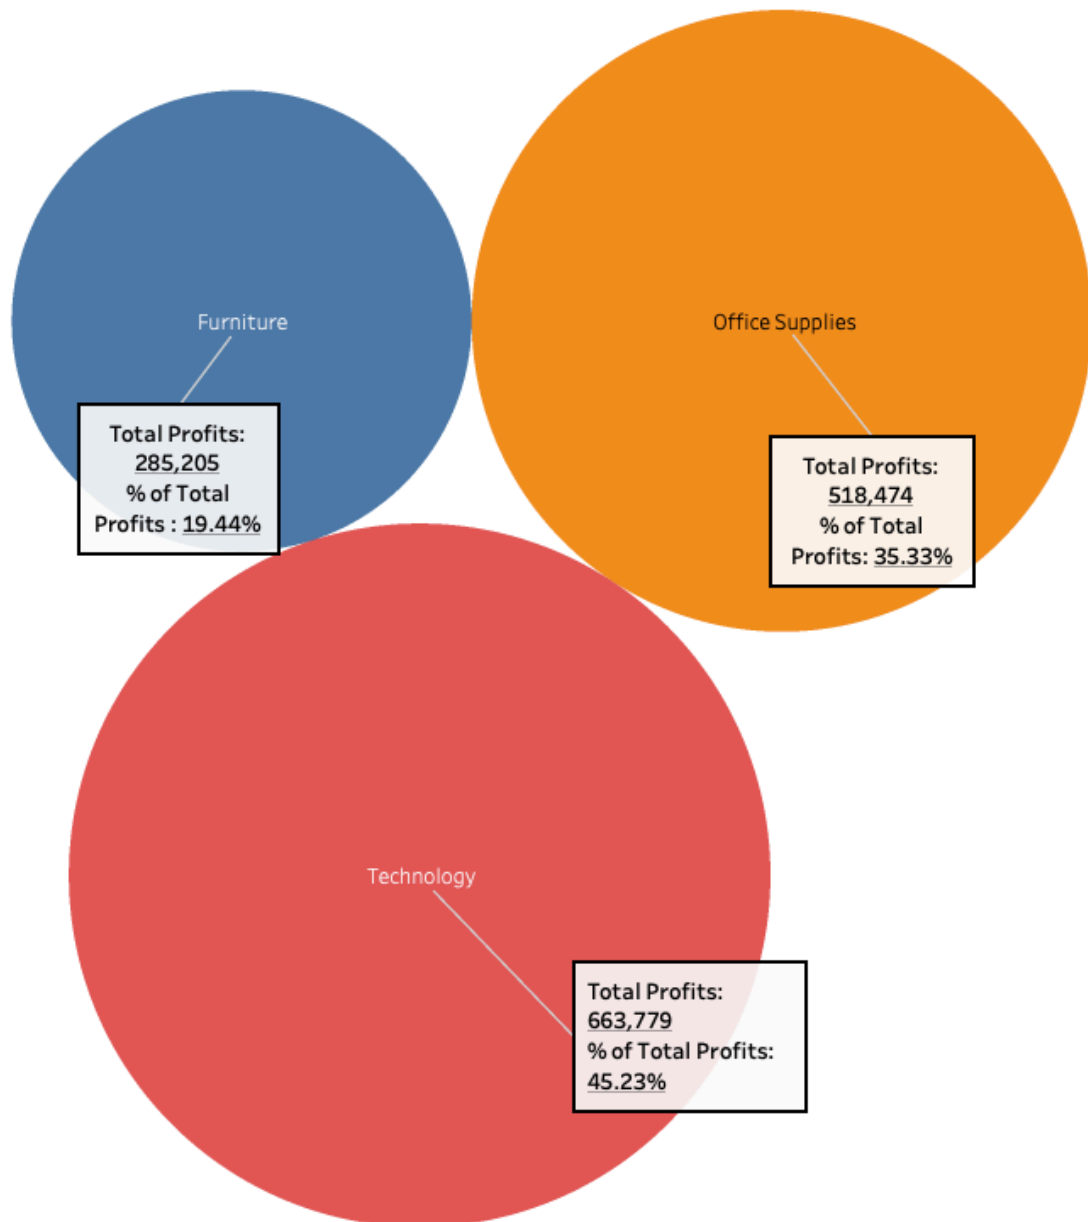 Furniture
Total Profits:
285,205
% of Total
Profits : 19.44%
Office Supplies
Total Profits:
518,474
% of Total
Profits: 35.33%
Technology
Total Profits:
663,779
% of Total Profits:
45.23%